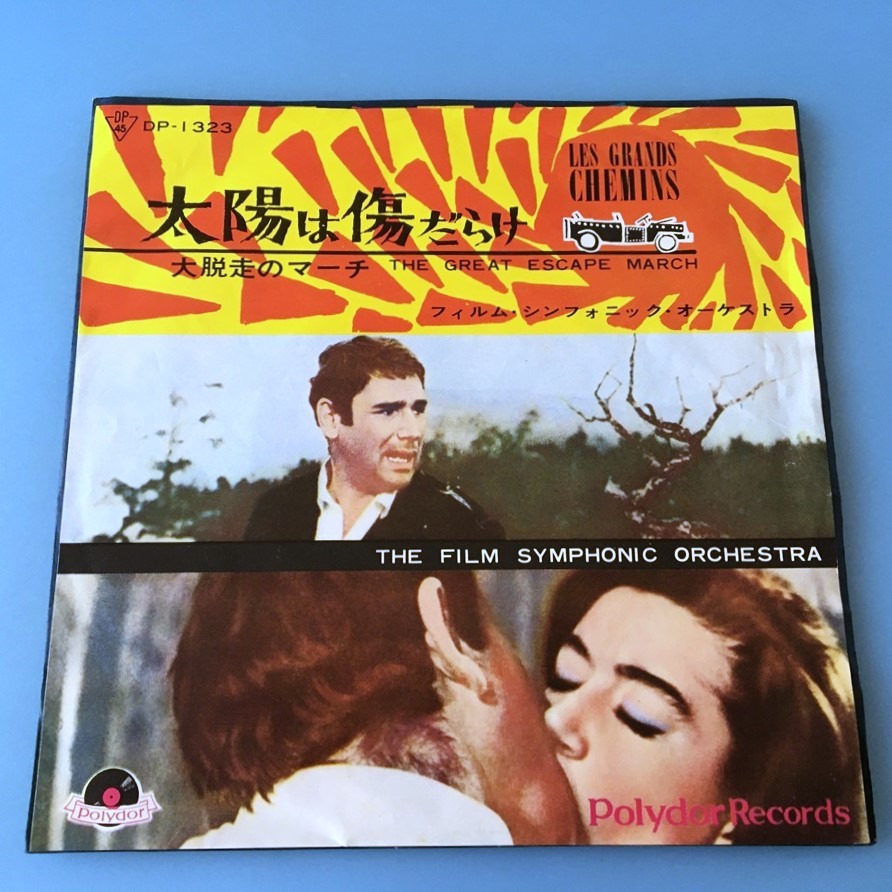 DP
45
DP-1323
LES GRANDS
CHEMINS
太陽は傷だらけ
大脱走のマーチ THE GREAT ESCAPE MARCH
フィルム・シンフォニック・オーケストラ
THE FILM SYMPHONIC ORCHESTRA
Polydor
Polydor Records